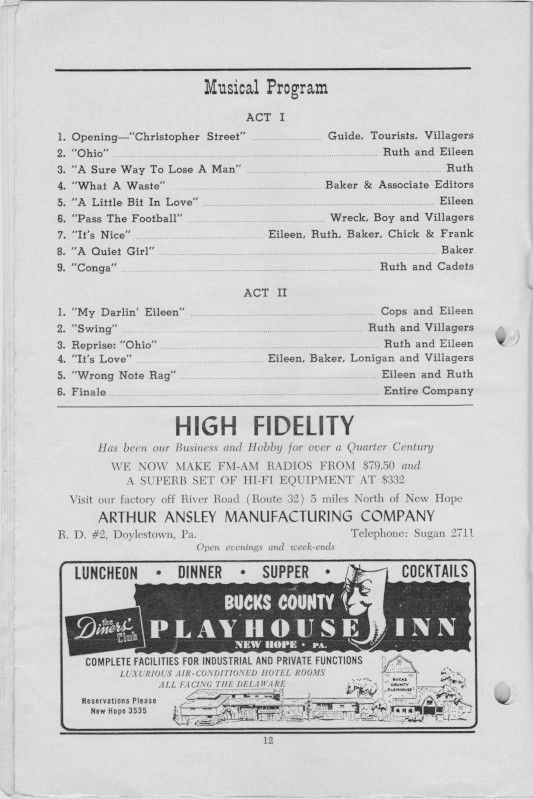 Musical Program
ACT I
1. Opening—"Christopher Street" Guide, Tourists, Villagers
2. "Ohio" Ruth and Eileen
3. "A Sure Way To Lose A Man" Ruth
4. "What A Waste" Baker & Associate Editors
5. "A Little Bit In Love" Eileen
6. "Pass The Football" Wreck, Boy and Villagers
7. "It's Nice" Eileen, Ruth, Baker, Chick & Frank
8. "A Quiet Girl" Baker
9. "Conga" Ruth and Cadets
ACT II
1. "My Darlin' Eileen" Cops and Eileen
2. "Swing" Ruth and Villagers
3. Reprise: "Ohio" Ruth and Eileen
4. "It's Love" Eileen, Baker, Lonigan and Villagers
5. "Wrong Note Rag" Eileen and Ruth
6. Finale Entire Company
HIGH FIDELITY
Has been our Business and Hobby for over a Quarter Century
WE NOW MAKE FM-AM RADIOS FROM $79.50 and
A SUPERB SET OF HI-FI EQUIPMENT AT $332
Visit our factory off River Road (Route 32) 5 miles North of New Hope
ARTHUR ANSLEY MANUFACTURING COMPANY
R. D. #2, Doylestown, Pa. Telephone: Sugan 2711
Open evenings and week-ends
LUNCHEON • DINNER • SUPPER • COCKTAILS
the Diners' Club
BUCKS COUNTY
PLAYHOUSE INN
NEW HOPE • PA.
COMPLETE FACILITIES FOR INDUSTRIAL AND PRIVATE FUNCTIONS
LUXURIOUS AIR-CONDITIONED HOTEL ROOMS
ALL FACING THE DELAWARE
Reservations Please
New Hope 3535
BUCKS
COUNTY
PLAYHOUSE
12